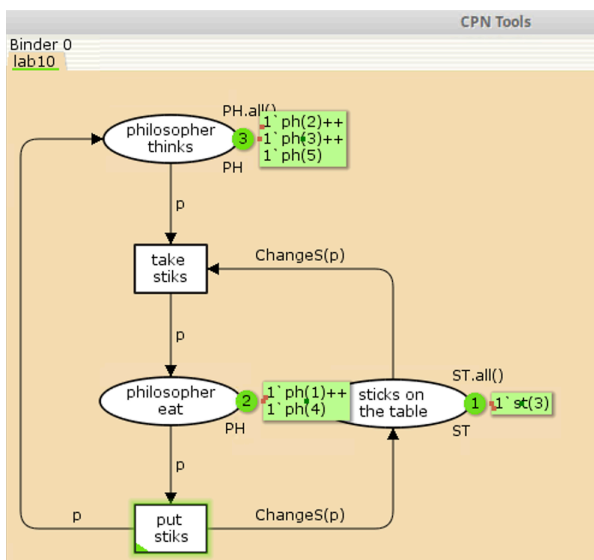 CPN Tools
Binder 0
lab10
PH.all()
1`ph(2)++
1`ph(3)++
1`ph(5)
philosopher
thinks
3
PH
p
take
stiks
ChangeS(p)
p
philosopher
eat
2
1`ph(1)++
1`ph(4)
PH
sticks on
the table
ST.all()
1
1`st(3)
ST
p
p
put
stiks
ChangeS(p)